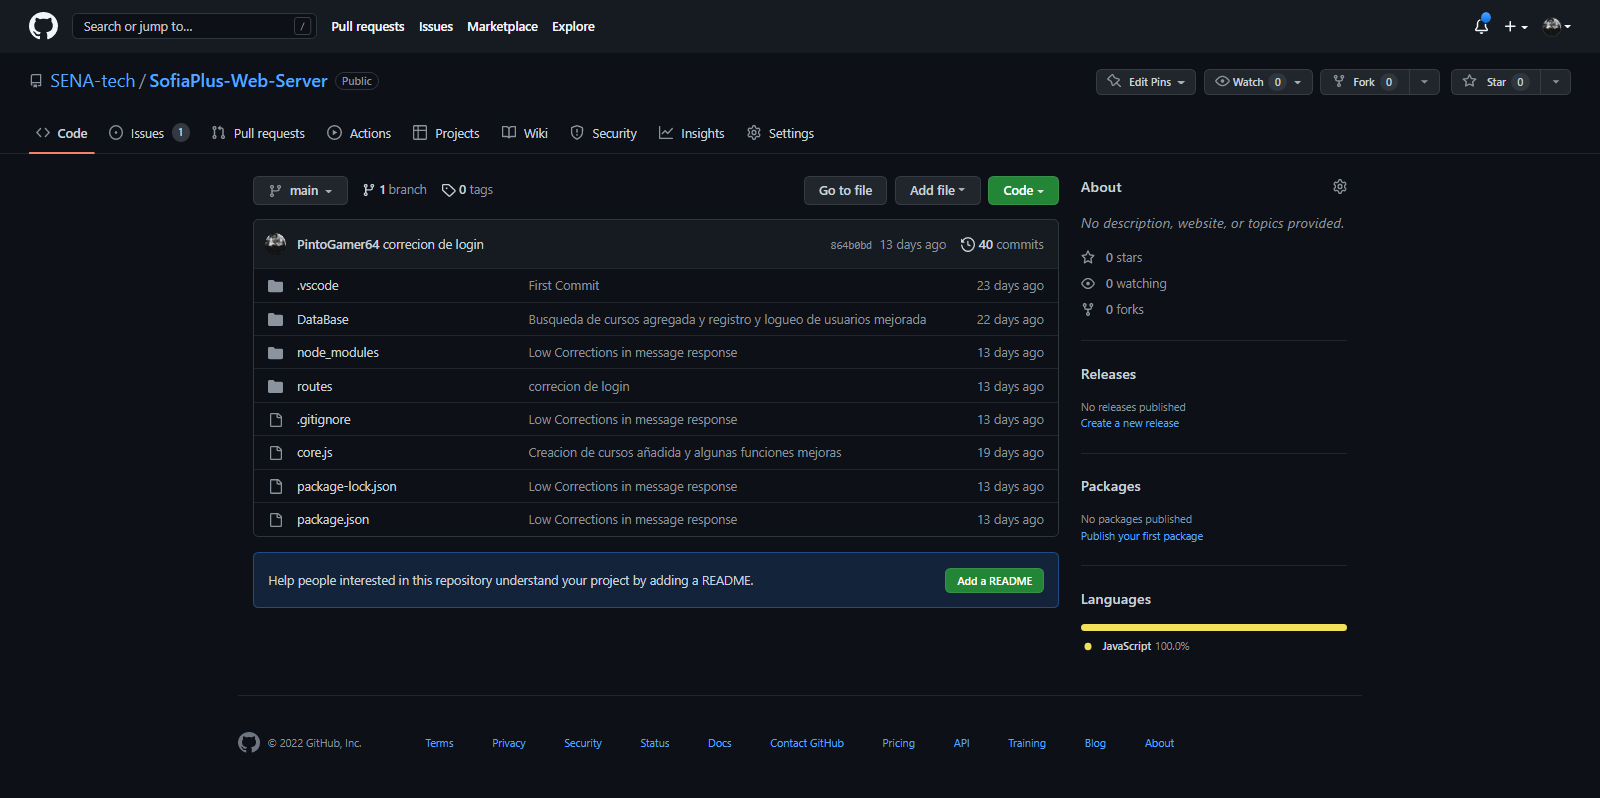 Search or jump to... /
Pull requests
Issues
Marketplace
Explore
SENA-tech / SofiaPlus-Web-Server Public
Edit Pins
Watch 0
Fork 0
Star 0
Code
Issues 1
Pull requests
Actions
Projects
Wiki
Security
Insights
Settings
main
1 branch
0 tags
Go to file
Add file
Code
PintoGamer64 correcion de login 864b0bd 13 days ago 40 commits
.vscode First Commit 23 days ago
DataBase Busqueda de cursos agregada y registro y logueo de usuarios mejorada 22 days ago
node_modules Low Corrections in message response 13 days ago
routes correcion de login 13 days ago
.gitignore Low Corrections in message response 13 days ago
core.js Creacion de cursos añadida y algunas funciones mejoras 19 days ago
package-lock.json Low Corrections in message response 13 days ago
package.json Low Corrections in message response 13 days ago
Help people interested in this repository understand your project by adding a README.
Add a README
About
No description, website, or topics provided.
0 stars
0 watching
0 forks
Releases
No releases published
Create a new release
Packages
No packages published
Publish your first package
Languages
JavaScript 100.0%
© 2022 GitHub, Inc.
Terms
Privacy
Security
Status
Docs
Contact GitHub
Pricing
API
Training
Blog
About